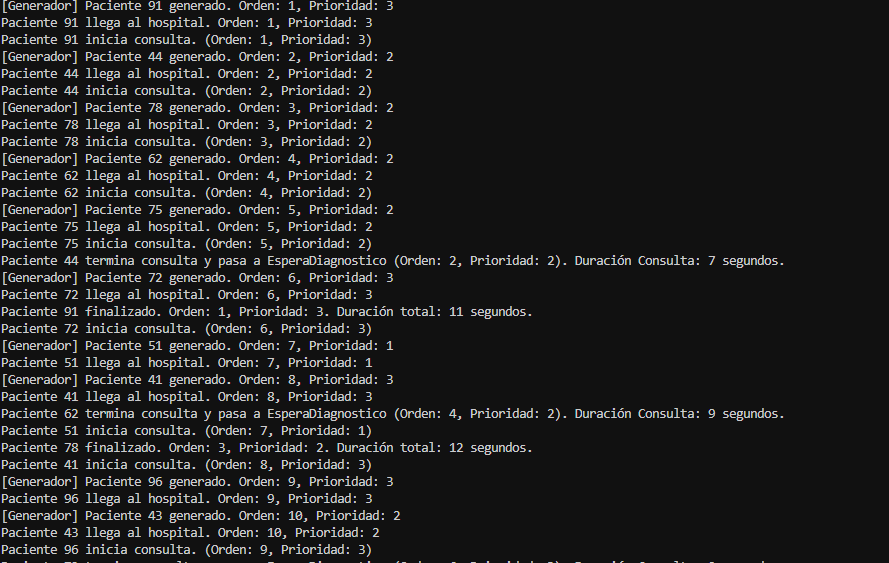 [Generador] Paciente 91 generado. Orden: 1, Prioridad: 3
Paciente 91 llega al hospital. Orden: 1, Prioridad: 3
Paciente 91 inicia consulta. (Orden: 1, Prioridad: 3)
[Generador] Paciente 44 generado. Orden: 2, Prioridad: 2
Paciente 44 llega al hospital. Orden: 2, Prioridad: 2
Paciente 44 inicia consulta. (Orden: 2, Prioridad: 2)
[Generador] Paciente 78 generado. Orden: 3, Prioridad: 2
Paciente 78 llega al hospital. Orden: 3, Prioridad: 2
Paciente 78 inicia consulta. (Orden: 3, Prioridad: 2)
[Generador] Paciente 62 generado. Orden: 4, Prioridad: 2
Paciente 62 llega al hospital. Orden: 4, Prioridad: 2
Paciente 62 inicia consulta. (Orden: 4, Prioridad: 2)
[Generador] Paciente 75 generado. Orden: 5, Prioridad: 2
Paciente 75 llega al hospital. Orden: 5, Prioridad: 2
Paciente 75 inicia consulta. (Orden: 5, Prioridad: 2)
Paciente 44 termina consulta y pasa a EsperaDiagnostico (Orden: 2, Prioridad: 2). Duración Consulta: 7 segundos.
[Generador] Paciente 72 generado. Orden: 6, Prioridad: 3
Paciente 72 llega al hospital. Orden: 6, Prioridad: 3
Paciente 91 finalizado. Orden: 1, Prioridad: 3. Duración total: 11 segundos.
Paciente 72 inicia consulta. (Orden: 6, Prioridad: 3)
[Generador] Paciente 51 generado. Orden: 7, Prioridad: 1
Paciente 51 llega al hospital. Orden: 7, Prioridad: 1
[Generador] Paciente 41 generado. Orden: 8, Prioridad: 3
Paciente 41 llega al hospital. Orden: 8, Prioridad: 3
Paciente 62 termina consulta y pasa a EsperaDiagnostico (Orden: 4, Prioridad: 2). Duración Consulta: 9 segundos.
Paciente 51 inicia consulta. (Orden: 7, Prioridad: 1)
Paciente 78 finalizado. Orden: 3, Prioridad: 2. Duración total: 12 segundos.
Paciente 41 inicia consulta. (Orden: 8, Prioridad: 3)
[Generador] Paciente 96 generado. Orden: 9, Prioridad: 3
Paciente 96 llega al hospital. Orden: 9, Prioridad: 3
[Generador] Paciente 43 generado. Orden: 10, Prioridad: 2
Paciente 43 llega al hospital. Orden: 10, Prioridad: 2
Paciente 96 inicia consulta. (Orden: 9, Prioridad: 3)